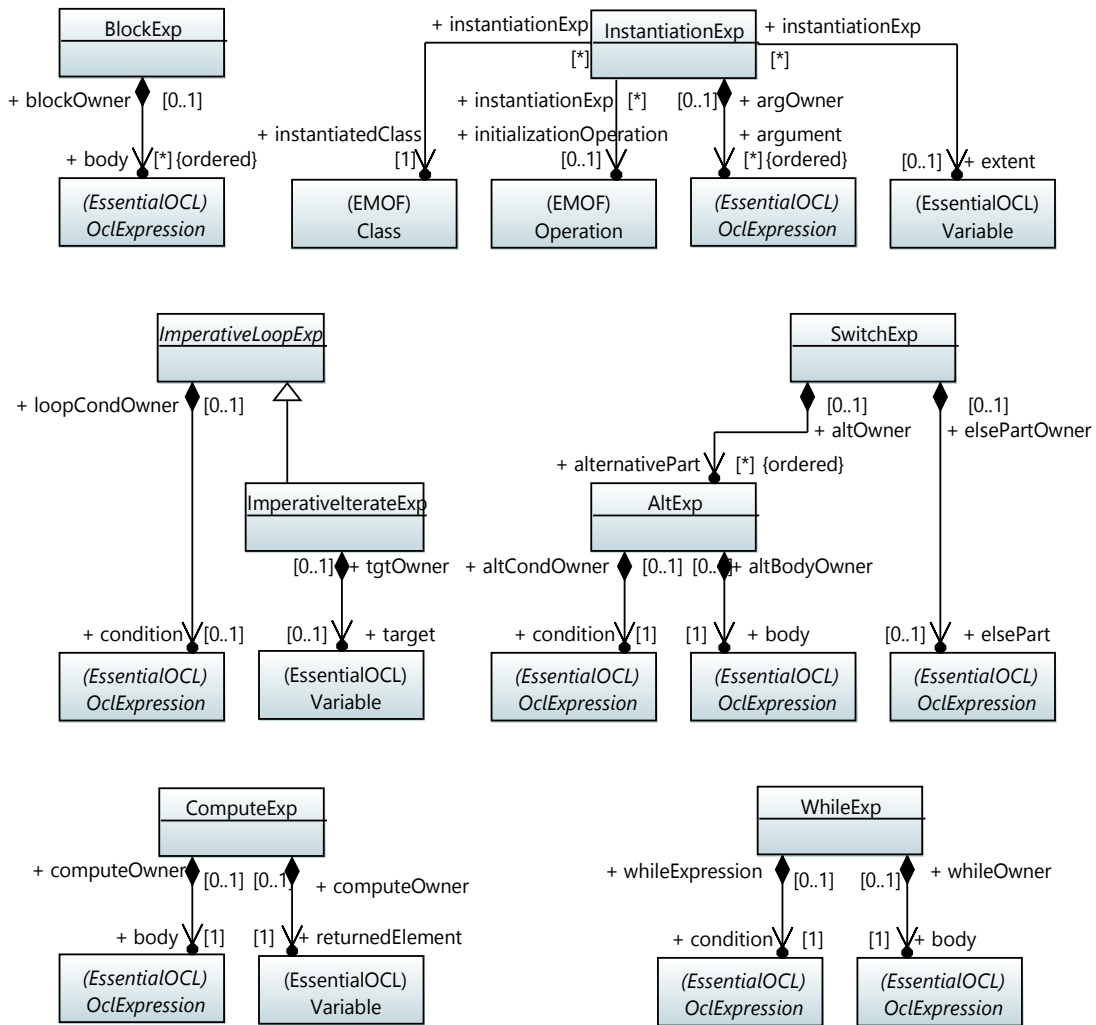 BlockExp
+ blockOwner [0..1]
+ body [*] {ordered}
(EssentialOCL)
OclExpression
+ instantiationExp
[*]
InstantiationExp
+ instantiationExp
[*]
+ instantiationExp [*]
[0..1] + argOwner
+ instantiatedClass
[1]
+ initializationOperation
[0..1]
+ argument
[*] {ordered}
[0..1] + extent
(EMOF)
Class
(EMOF)
Operation
(EssentialOCL)
OclExpression
(EssentialOCL)
Variable
ImperativeLoopExp
+ loopCondOwner [0..1]
ImperativeIterateExp
[0..1] + tgtOwner
+ condition [0..1]
[0..1] + target
(EssentialOCL)
OclExpression
(EssentialOCL)
Variable
SwitchExp
[0..1]
+ altOwner
[0..1]
+ elsePartOwner
+ alternativePart [*] {ordered}
AltExp
+ altCondOwner [0..1]
[0..1] + altBodyOwner
+ condition [1]
[1] + body
[0..1] + elsePart
(EssentialOCL)
OclExpression
(EssentialOCL)
OclExpression
(EssentialOCL)
OclExpression
ComputeExp
+ computeOwner [0..1]
[0..1] + computeOwner
+ body [1]
[1] + returnedElement
(EssentialOCL)
OclExpression
(EssentialOCL)
Variable
WhileExp
+ whileExpression [0..1]
[0..1] + whileOwner
+ condition [1]
[1] + body
(EssentialOCL)
OclExpression
(EssentialOCL)
OclExpression